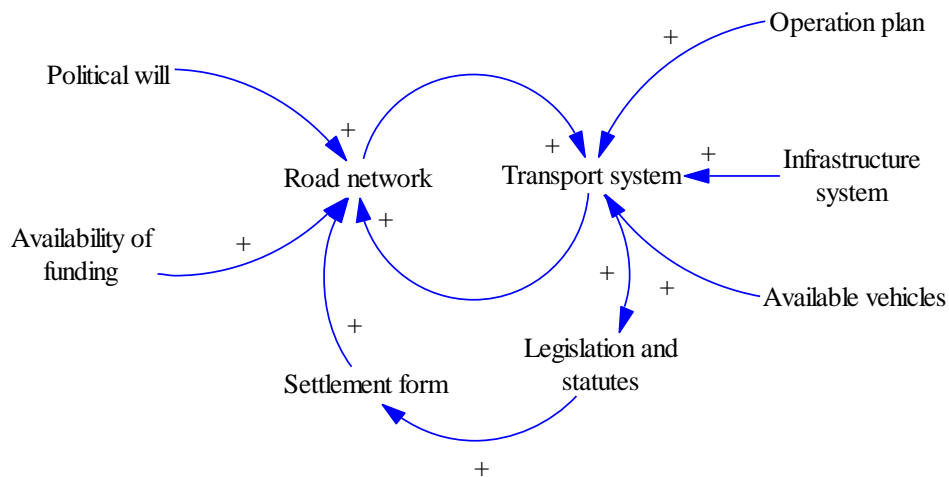 Operation plan
+
Political will
+
+
+
Infrastructure
system
Road network
Transport system
+
Availability of
funding
+
+
+
+
Available vehicles
+
Legislation and
statutes
Settlement form
+